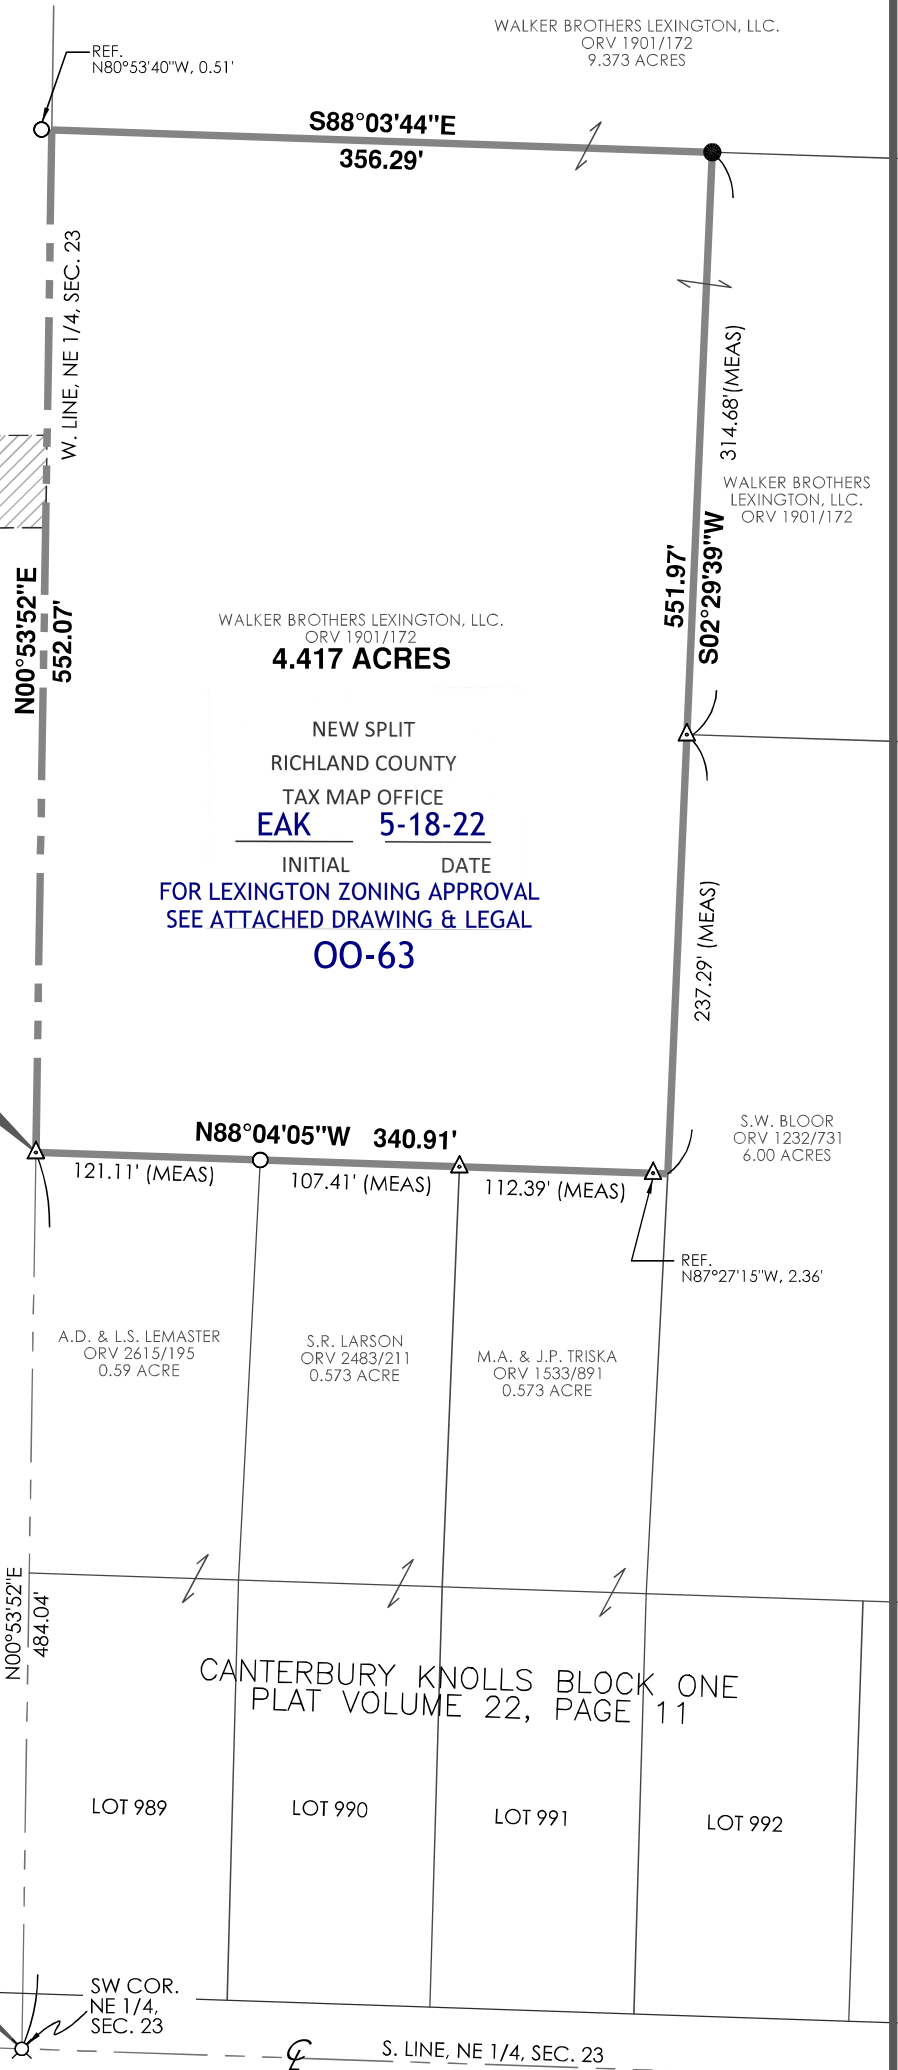 WALKER BROTHERS LEXINGTON, LLC.
ORV 1901/172
9.373 ACRES
REF.
N80°53'40"W, 0.51'
S88°03'44"E
356.29'
W. LINE, NE 1/4, SEC. 23
314.68'(MEAS)
WALKER BROTHERS
LEXINGTON, LLC.
ORV 1901/172
N00°53'52"E
552.07'
551.97'
S02°29'39"W
WALKER BROTHERS LEXINGTON, LLC.
ORV 1901/172
4.417 ACRES
NEW SPLIT
RICHLAND COUNTY
TAX MAP OFFICE
EAK 5-18-22
INITIAL DATE
FOR LEXINGTON ZONING APPROVAL
SEE ATTACHED DRAWING & LEGAL
OO-63
237.29' (MEAS)
S.W. BLOOR
ORV 1232/731
6.00 ACRES
N88°04'05"W 340.91'
121.11' (MEAS)
107.41' (MEAS)
112.39' (MEAS)
REF.
N87°27'15"W, 2.36'
A.D. & L.S. LEMASTER
ORV 2615/195
0.59 ACRE
S.R. LARSON
ORV 2483/211
0.573 ACRE
M.A. & J.P. TRISKA
ORV 1533/891
0.573 ACRE
N00°53'52"E
484.04'
CANTERBURY KNOLLS BLOCK ONE
PLAT VOLUME 22, PAGE 11
LOT 989
LOT 990
LOT 991
LOT 992
SW COR.
NE 1/4,
SEC. 23
℄
S. LINE, NE 1/4, SEC. 23